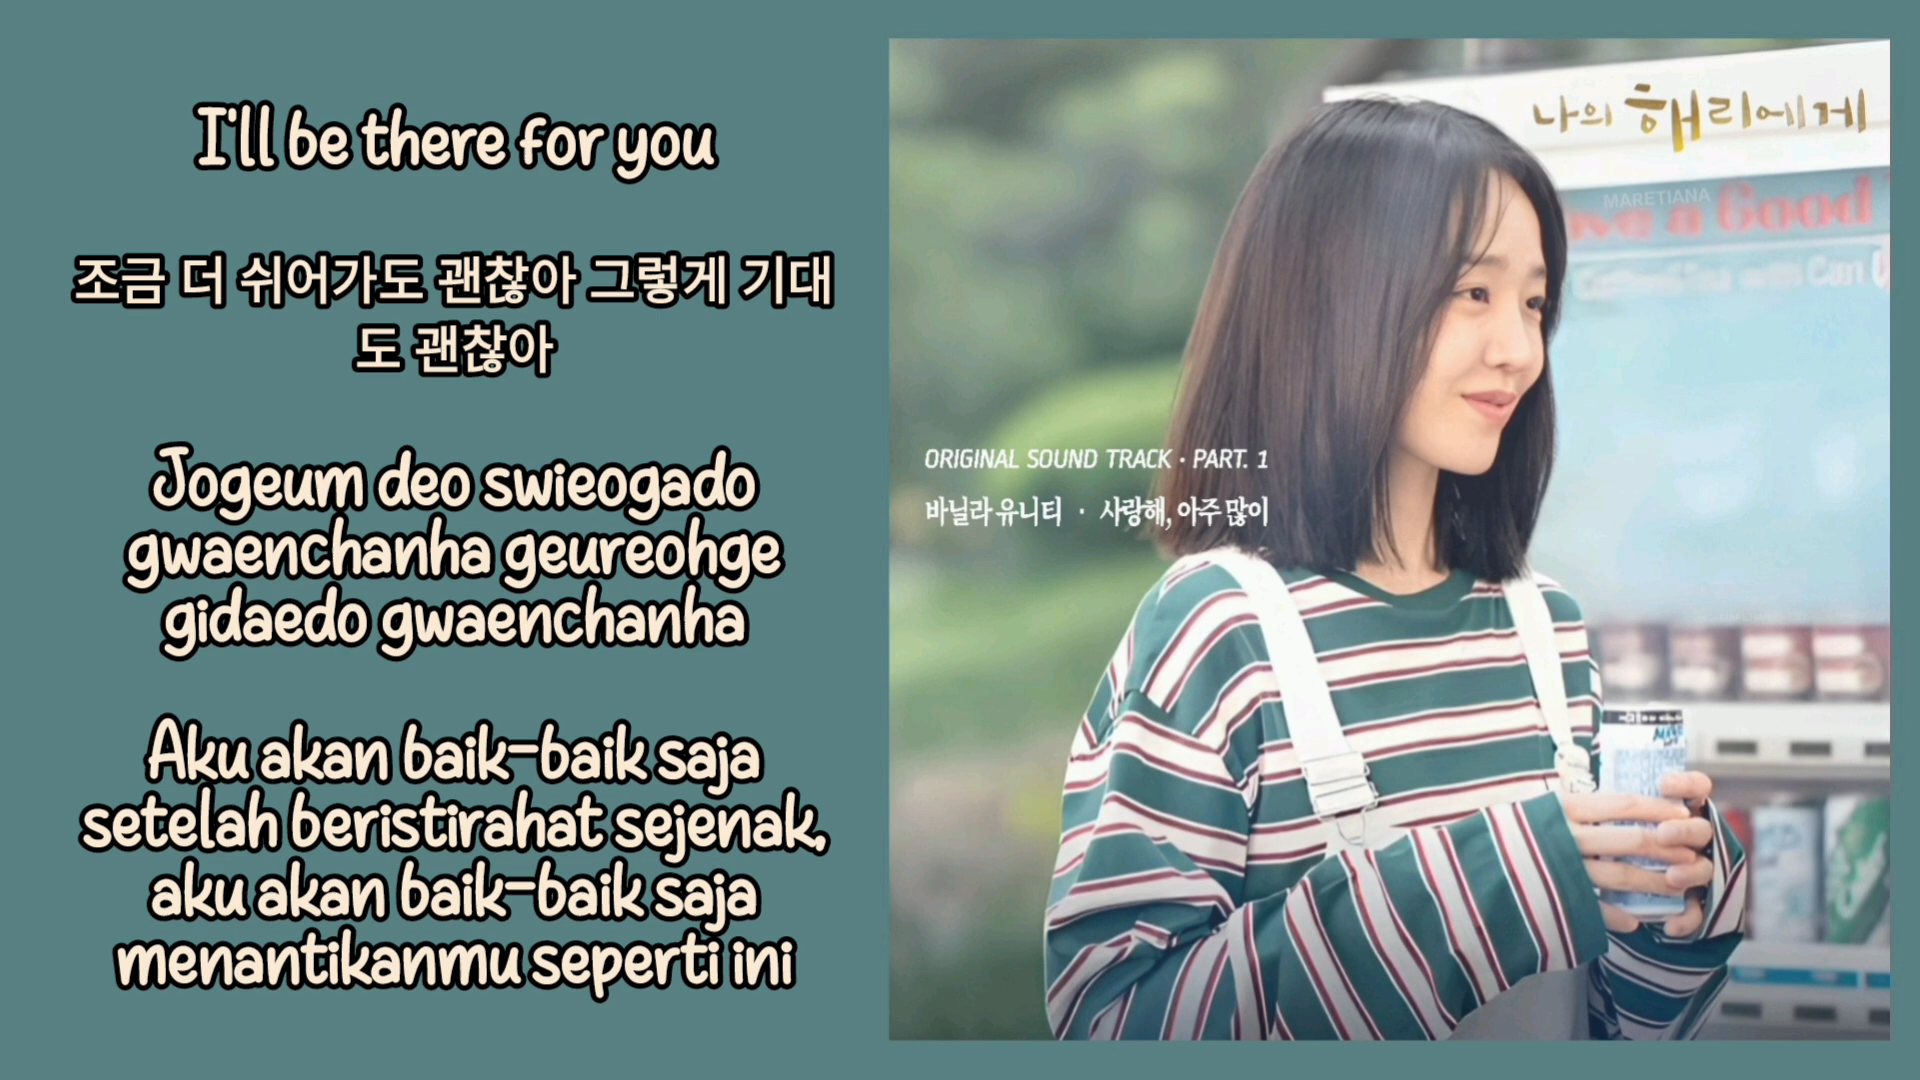 I'll be there for you
조금 더 쉬어가도 괜찮아 그렇게 기대
도 괜찮아
Jogeum deo swieogado
gwaenchanha geureohge
gidaedo gwaenchanha
Aku akan baik-baik saja
setelah beristirahat sejenak,
aku akan baik-baik saja
menantikanmu seperti ini
나의 해리에게
MARETIANA
a Good
Can
ORIGINAL SOUND TRACK · PART. 1
바닐라 유니티 · 사랑해, 아주 많이